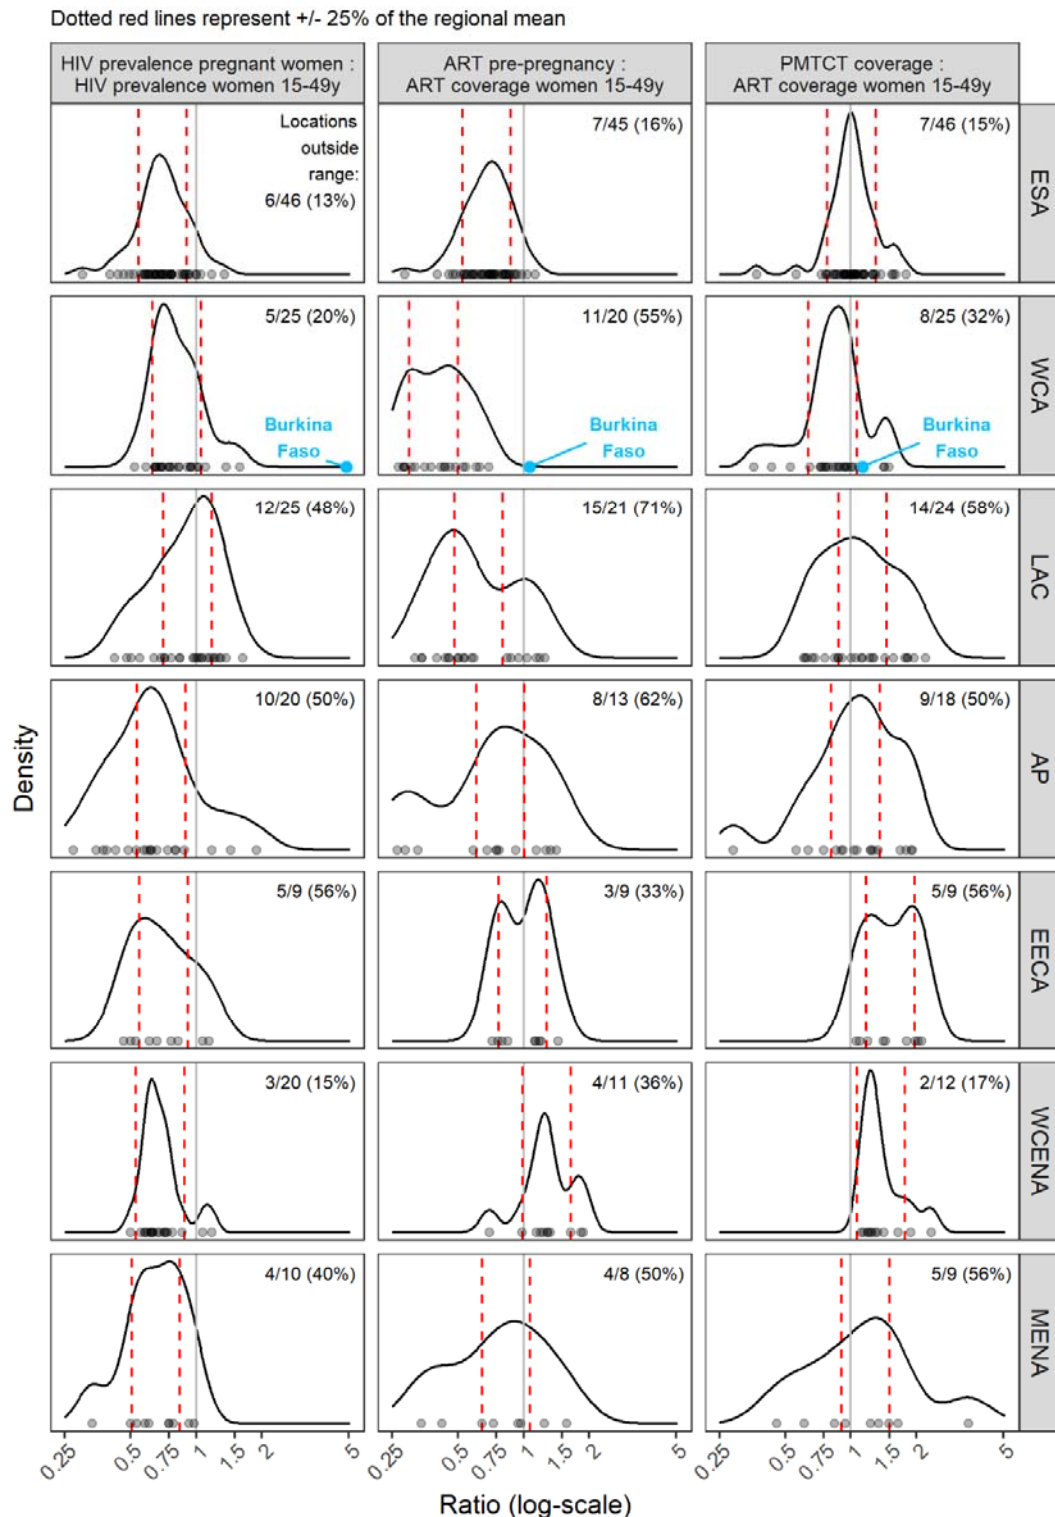 Dotted red lines represent +/- 25% of the regional mean
HIV prevalence pregnant women :
HIV prevalence women 15-49y
ART pre-pregnancy :
ART coverage women 15-49y
PMTCT coverage :
ART coverage women 15-49y
Locations
outside
range:
6/46 (13%)
7/45 (16%)
7/46 (15%)
ESA
5/25 (20%)
Burkina
Faso
11/20 (55%)
Burkina
Faso
8/25 (32%)
Burkina
Faso
WCA
12/25 (48%)
15/21 (71%)
14/24 (58%)
LAC
10/20 (50%)
8/13 (62%)
9/18 (50%)
AP
5/9 (56%)
3/9 (33%)
5/9 (56%)
EECA
3/20 (15%)
4/11 (36%)
2/12 (17%)
WCENA
4/10 (40%)
4/8 (50%)
5/9 (56%)
MENA
Density
0.25 0.5 0.75 1 1.5 2 5
0.25 0.5 0.75 1 1.5 2 5
0.25 0.5 0.75 1 1.5 2 5
Ratio (log-scale)